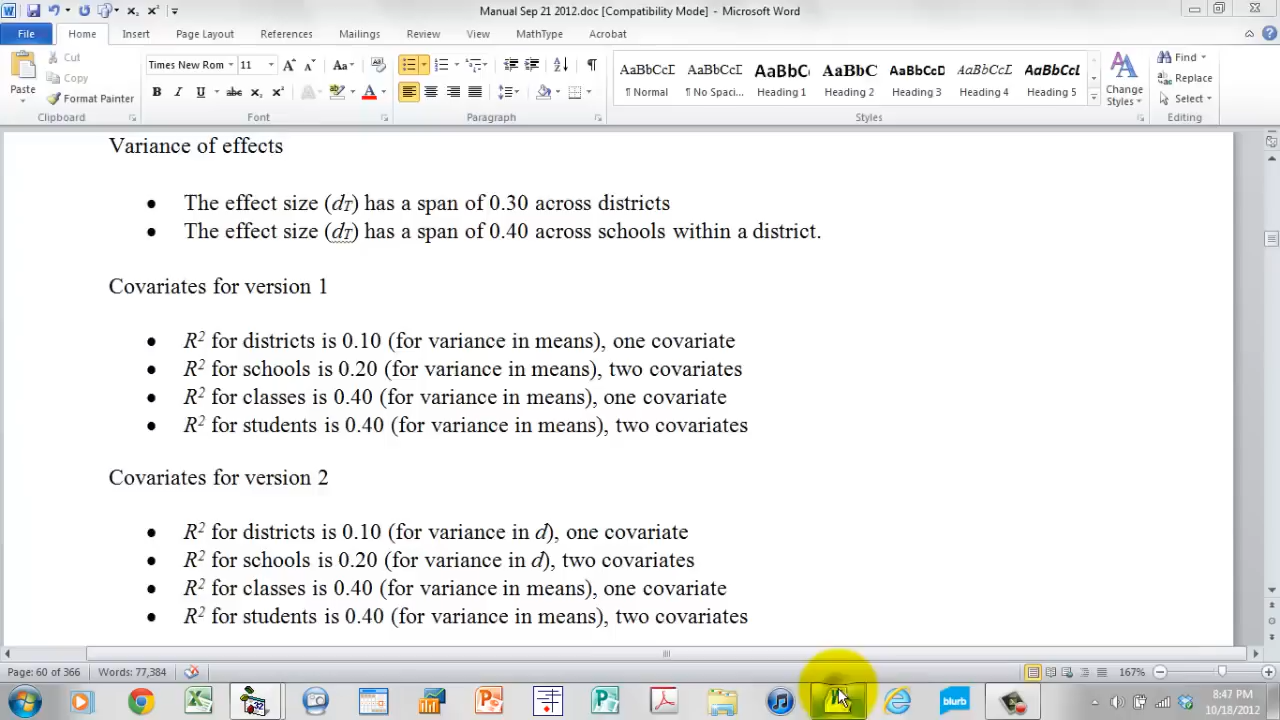 Manual Sep 21 2012.doc [Compatibility Mode] - Microsoft Word
File Home Insert Page Layout References Mailings Review View MathType Acrobat
Paste
Cut
Copy
Format Painter
Clipboard
Times New Rom 11
Font
Paragraph
AaBbCcD AaBbCcD AaBbCc AaBbC AaBbCcD AaBbCcD AaBbCcL
¶ Normal ¶ No Spaci... Heading 1 Heading 2 Heading 3 Heading 4 Heading 5
Styles
Change Styles
Find
Replace
Select
Editing
Variance of effects
• The effect size (dT) has a span of 0.30 across districts
• The effect size (dT) has a span of 0.40 across schools within a district.
Covariates for version 1
• R² for districts is 0.10 (for variance in means), one covariate
• R² for schools is 0.20 (for variance in means), two covariates
• R² for classes is 0.40 (for variance in means), one covariate
• R² for students is 0.40 (for variance in means), two covariates
Covariates for version 2
• R² for districts is 0.10 (for variance in d), one covariate
• R² for schools is 0.20 (for variance in d), two covariates
• R² for classes is 0.40 (for variance in means), one covariate
• R² for students is 0.40 (for variance in means), two covariates
Page: 60 of 366 Words: 77,384 167%
blurb
8:47 PM
10/18/2012